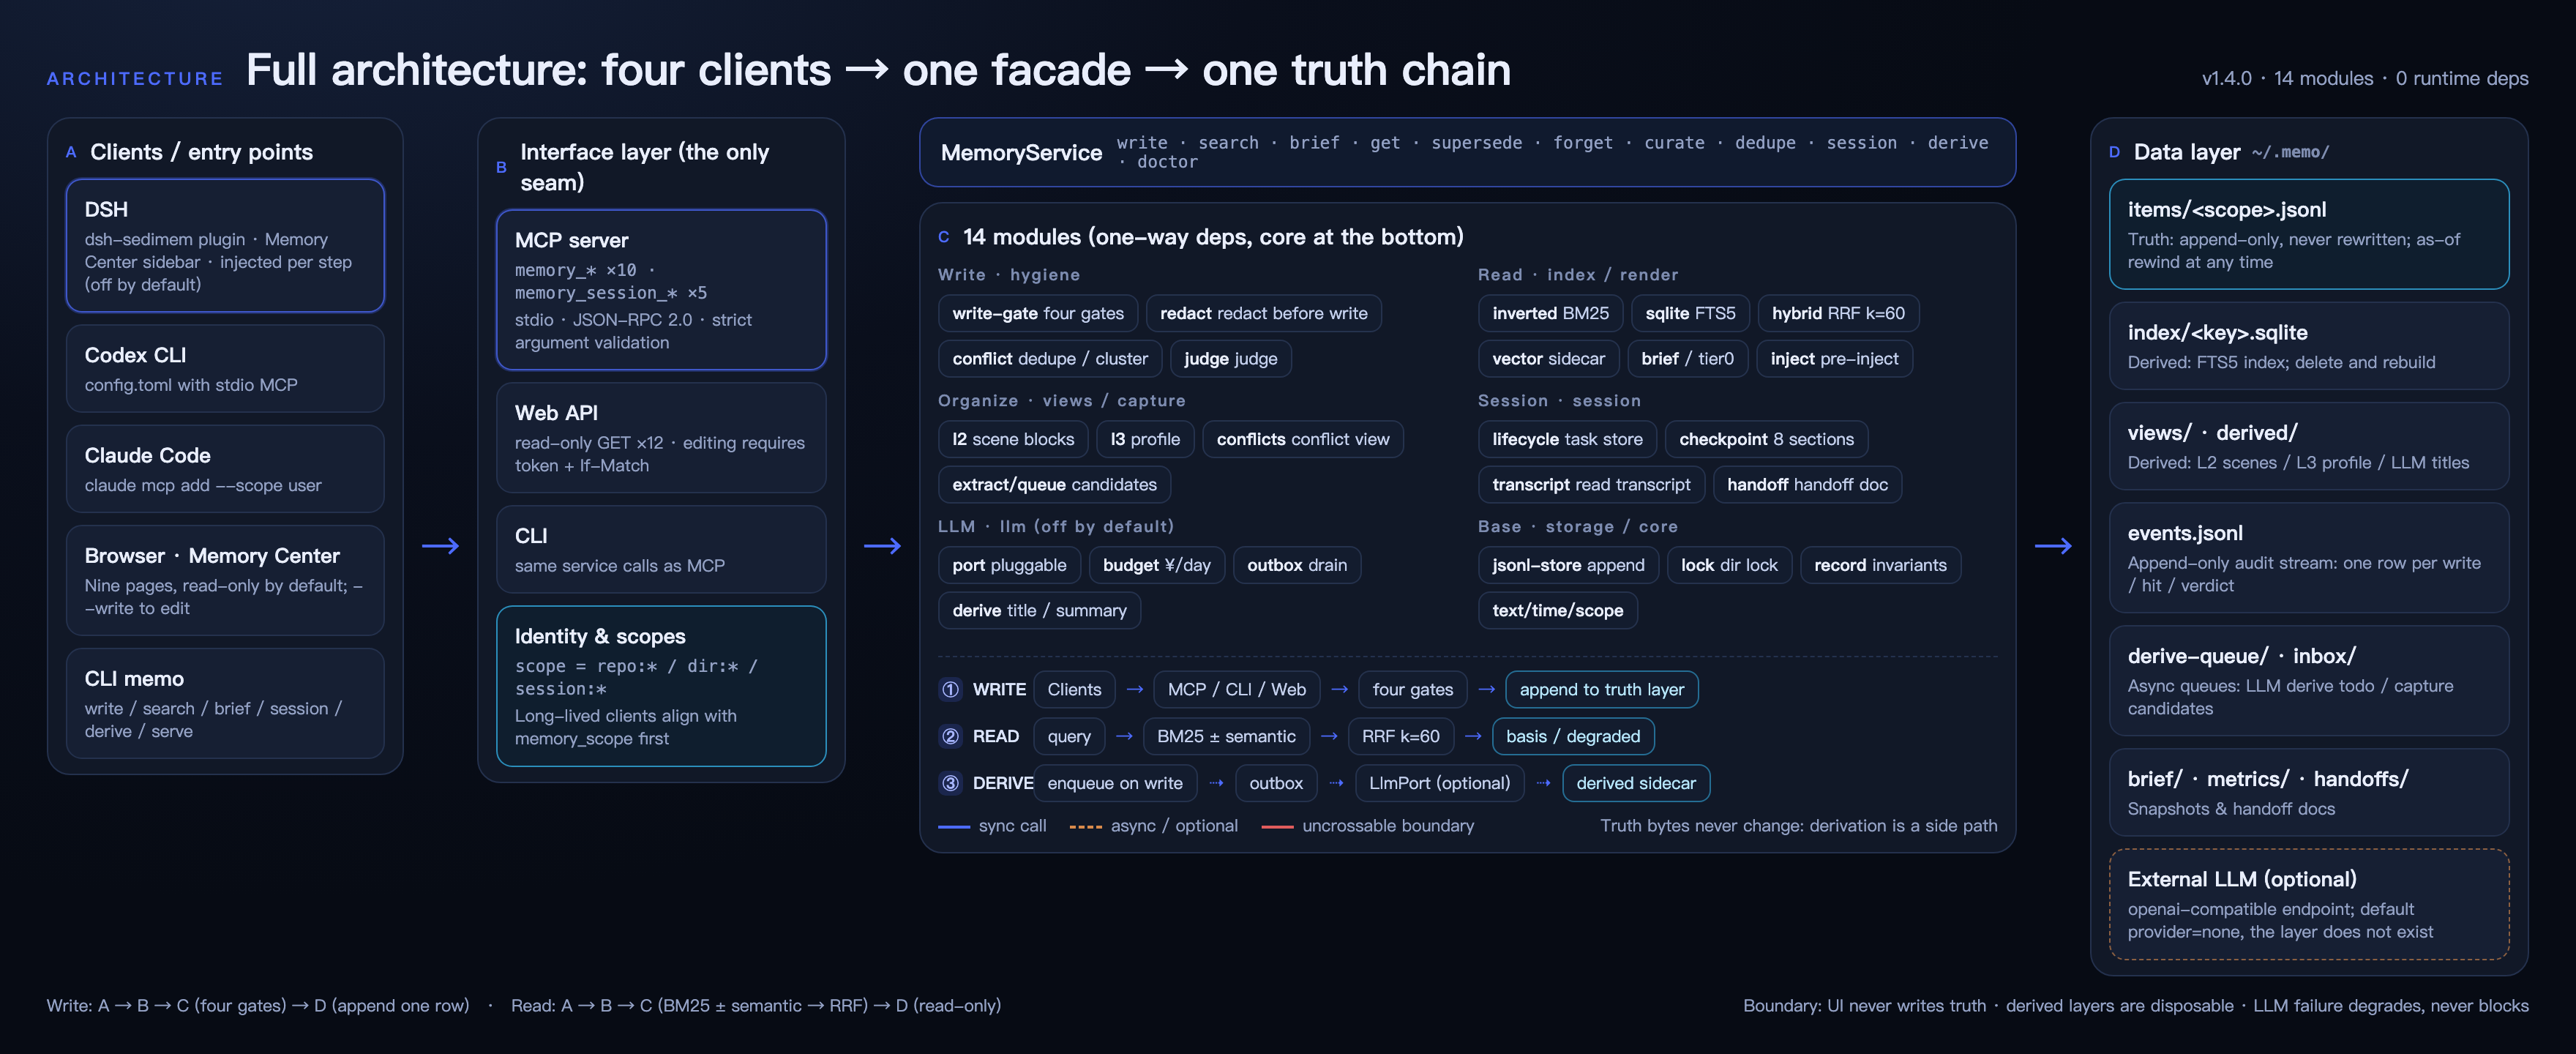 ARCHITECTURE Full architecture: four clients → one facade → one truth chain
v1.4.0 · 14 modules · 0 runtime deps
A Clients / entry points
DSH
dsh-sedimem plugin · Memory
Center sidebar · injected per step
(off by default)
Codex CLI
config.toml with stdio MCP
Claude Code
claude mcp add --scope user
Browser · Memory Center
Nine pages, read-only by default; -
-write to edit
CLI memo
write / search / brief / session /
derive / serve
→
B Interface layer (the only
seam)
MCP server
memory_* ×10 ·
memory_session_* ×5
stdio · JSON-RPC 2.0 · strict
argument validation
Web API
read-only GET ×12 · editing requires
token + If-Match
CLI
same service calls as MCP
Identity & scopes
scope = repo:* / dir:* /
session:*
Long-lived clients align with
memory_scope first
→
MemoryService write · search · brief · get · supersede · forget · curate · dedupe · session · derive
· doctor
C 14 modules (one-way deps, core at the bottom)
Write · hygiene
write-gate four gates redact redact before write
conflict dedupe / cluster judge judge
Read · index / render
inverted BM25 sqlite FTS5 hybrid RRF k=60
vector sidecar brief / tier0 inject pre-inject
Organize · views / capture
l2 scene blocks l3 profile conflicts conflict view
extract/queue candidates
Session · session
lifecycle task store checkpoint 8 sections
transcript read transcript handoff handoff doc
LLM · llm (off by default)
port pluggable budget ¥/day outbox drain
derive title / summary
Base · storage / core
jsonl-store append lock dir lock record invariants
text/time/scope
① WRITE Clients → MCP / CLI / Web → four gates → append to truth layer
② READ query → BM25 ± semantic → RRF k=60 → basis / degraded
③ DERIVE enqueue on write ⇢ outbox ⇢ LlmPort (optional) ⇢ derived sidecar
sync call async / optional uncrossable boundary Truth bytes never change: derivation is a side path
→
D Data layer ~/.memo/
items/<scope>.jsonl
Truth: append-only, never rewritten; as-of
rewind at any time
index/<key>.sqlite
Derived: FTS5 index; delete and rebuild
views/ · derived/
Derived: L2 scenes / L3 profile / LLM titles
events.jsonl
Append-only audit stream: one row per write
/ hit / verdict
derive-queue/ · inbox/
Async queues: LLM derive todo / capture
candidates
brief/ · metrics/ · handoffs/
Snapshots & handoff docs
External LLM (optional)
openai-compatible endpoint; default
provider=none, the layer does not exist
Write: A → B → C (four gates) → D (append one row) · Read: A → B → C (BM25 ± semantic → RRF) → D (read-only)
Boundary: UI never writes truth · derived layers are disposable · LLM failure degrades, never blocks